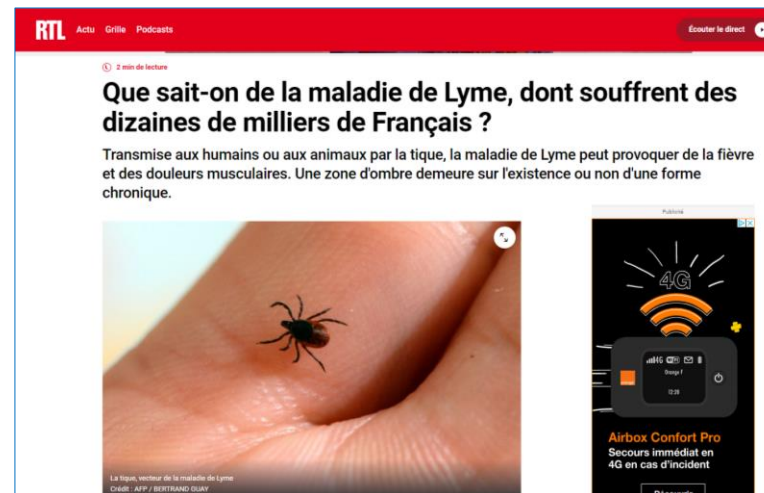 RTL Actu Grille Podcasts Écouter le direct
2 min de lecture
Que sait-on de la maladie de Lyme, dont souffrent des
dizaines de milliers de Français ?
Transmise aux humains ou aux animaux par la tique, la maladie de Lyme peut provoquer de la fièvre
et des douleurs musculaires. Une zone d'ombre demeure sur l'existence ou non d'une forme
chronique.
La tique, vecteur de la maladie de Lyme
Crédit : AFP / BERTRAND GUAY
Publicité
4G
4G
Orange F
12:28
Airbox Confort Pro
Secours immédiat en
4G en cas d'incident